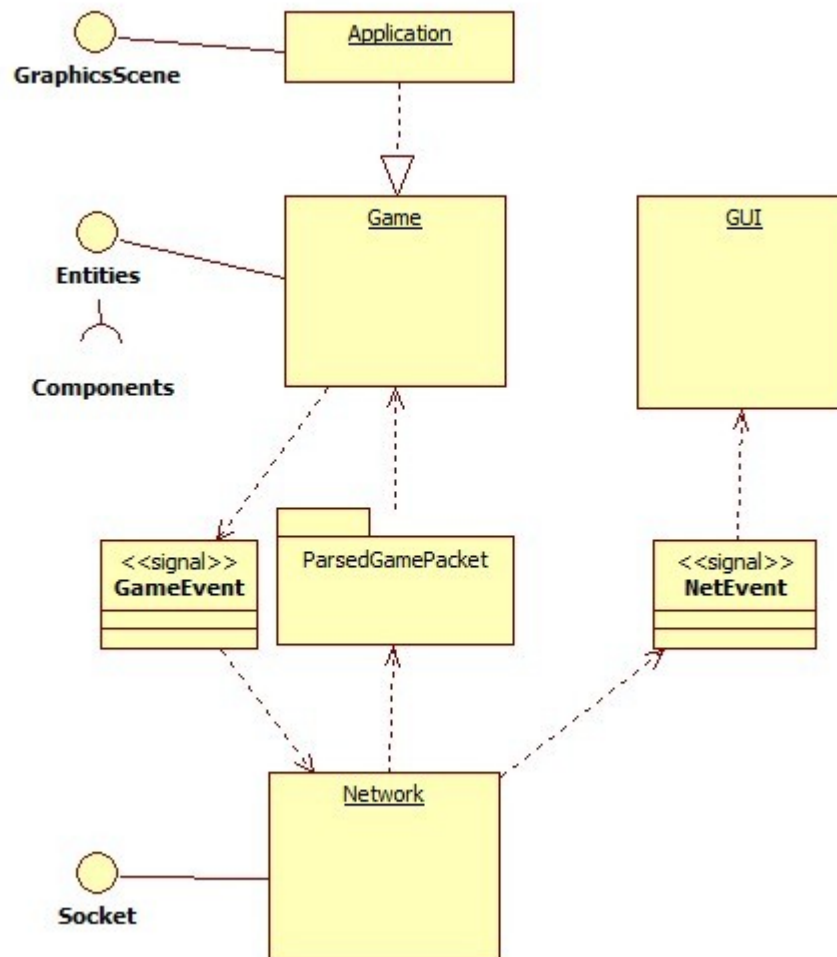 Application
GraphicsScene
Game
GUI
Entities
Components
<<signal>>
GameEvent
ParsedGamePacket
<<signal>>
NetEvent
Network
Socket